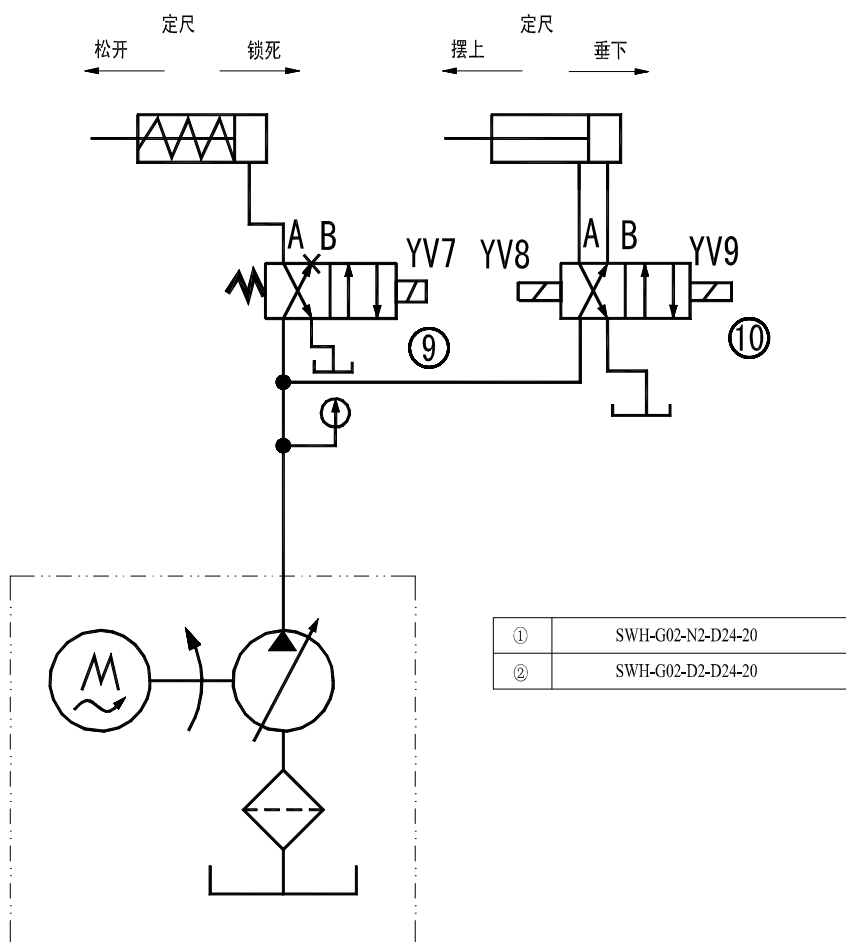 定尺
松开
锁死
定尺
摆上
垂下
A B
YV7
YV8
A B
YV9
⑨
⑩
M
① SWH-G02-N2-D24-20
② SWH-G02-D2-D24-20